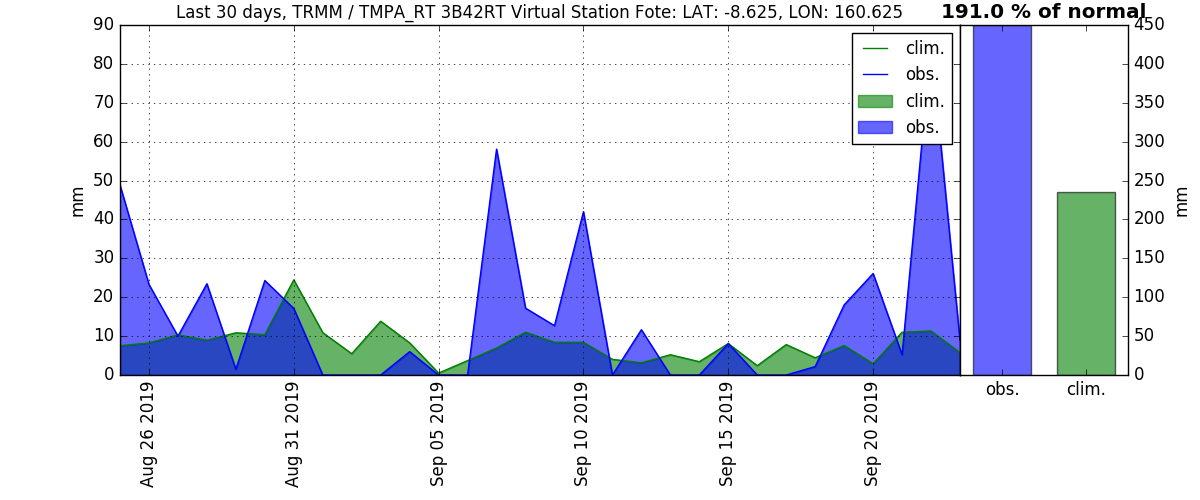 Last 30 days, TRMM / TMPA_RT 3B42RT Virtual Station Fote: LAT: -8.625, LON: 160.625
191.0 % of normal
90
80
70
60
50
40
30
20
10
0
mm
clim.
obs.
clim.
obs.
450
400
350
300
250
200
150
100
50
0
mm
obs.
clim.
Aug 26 2019
Aug 31 2019
Sep 05 2019
Sep 10 2019
Sep 15 2019
Sep 20 2019